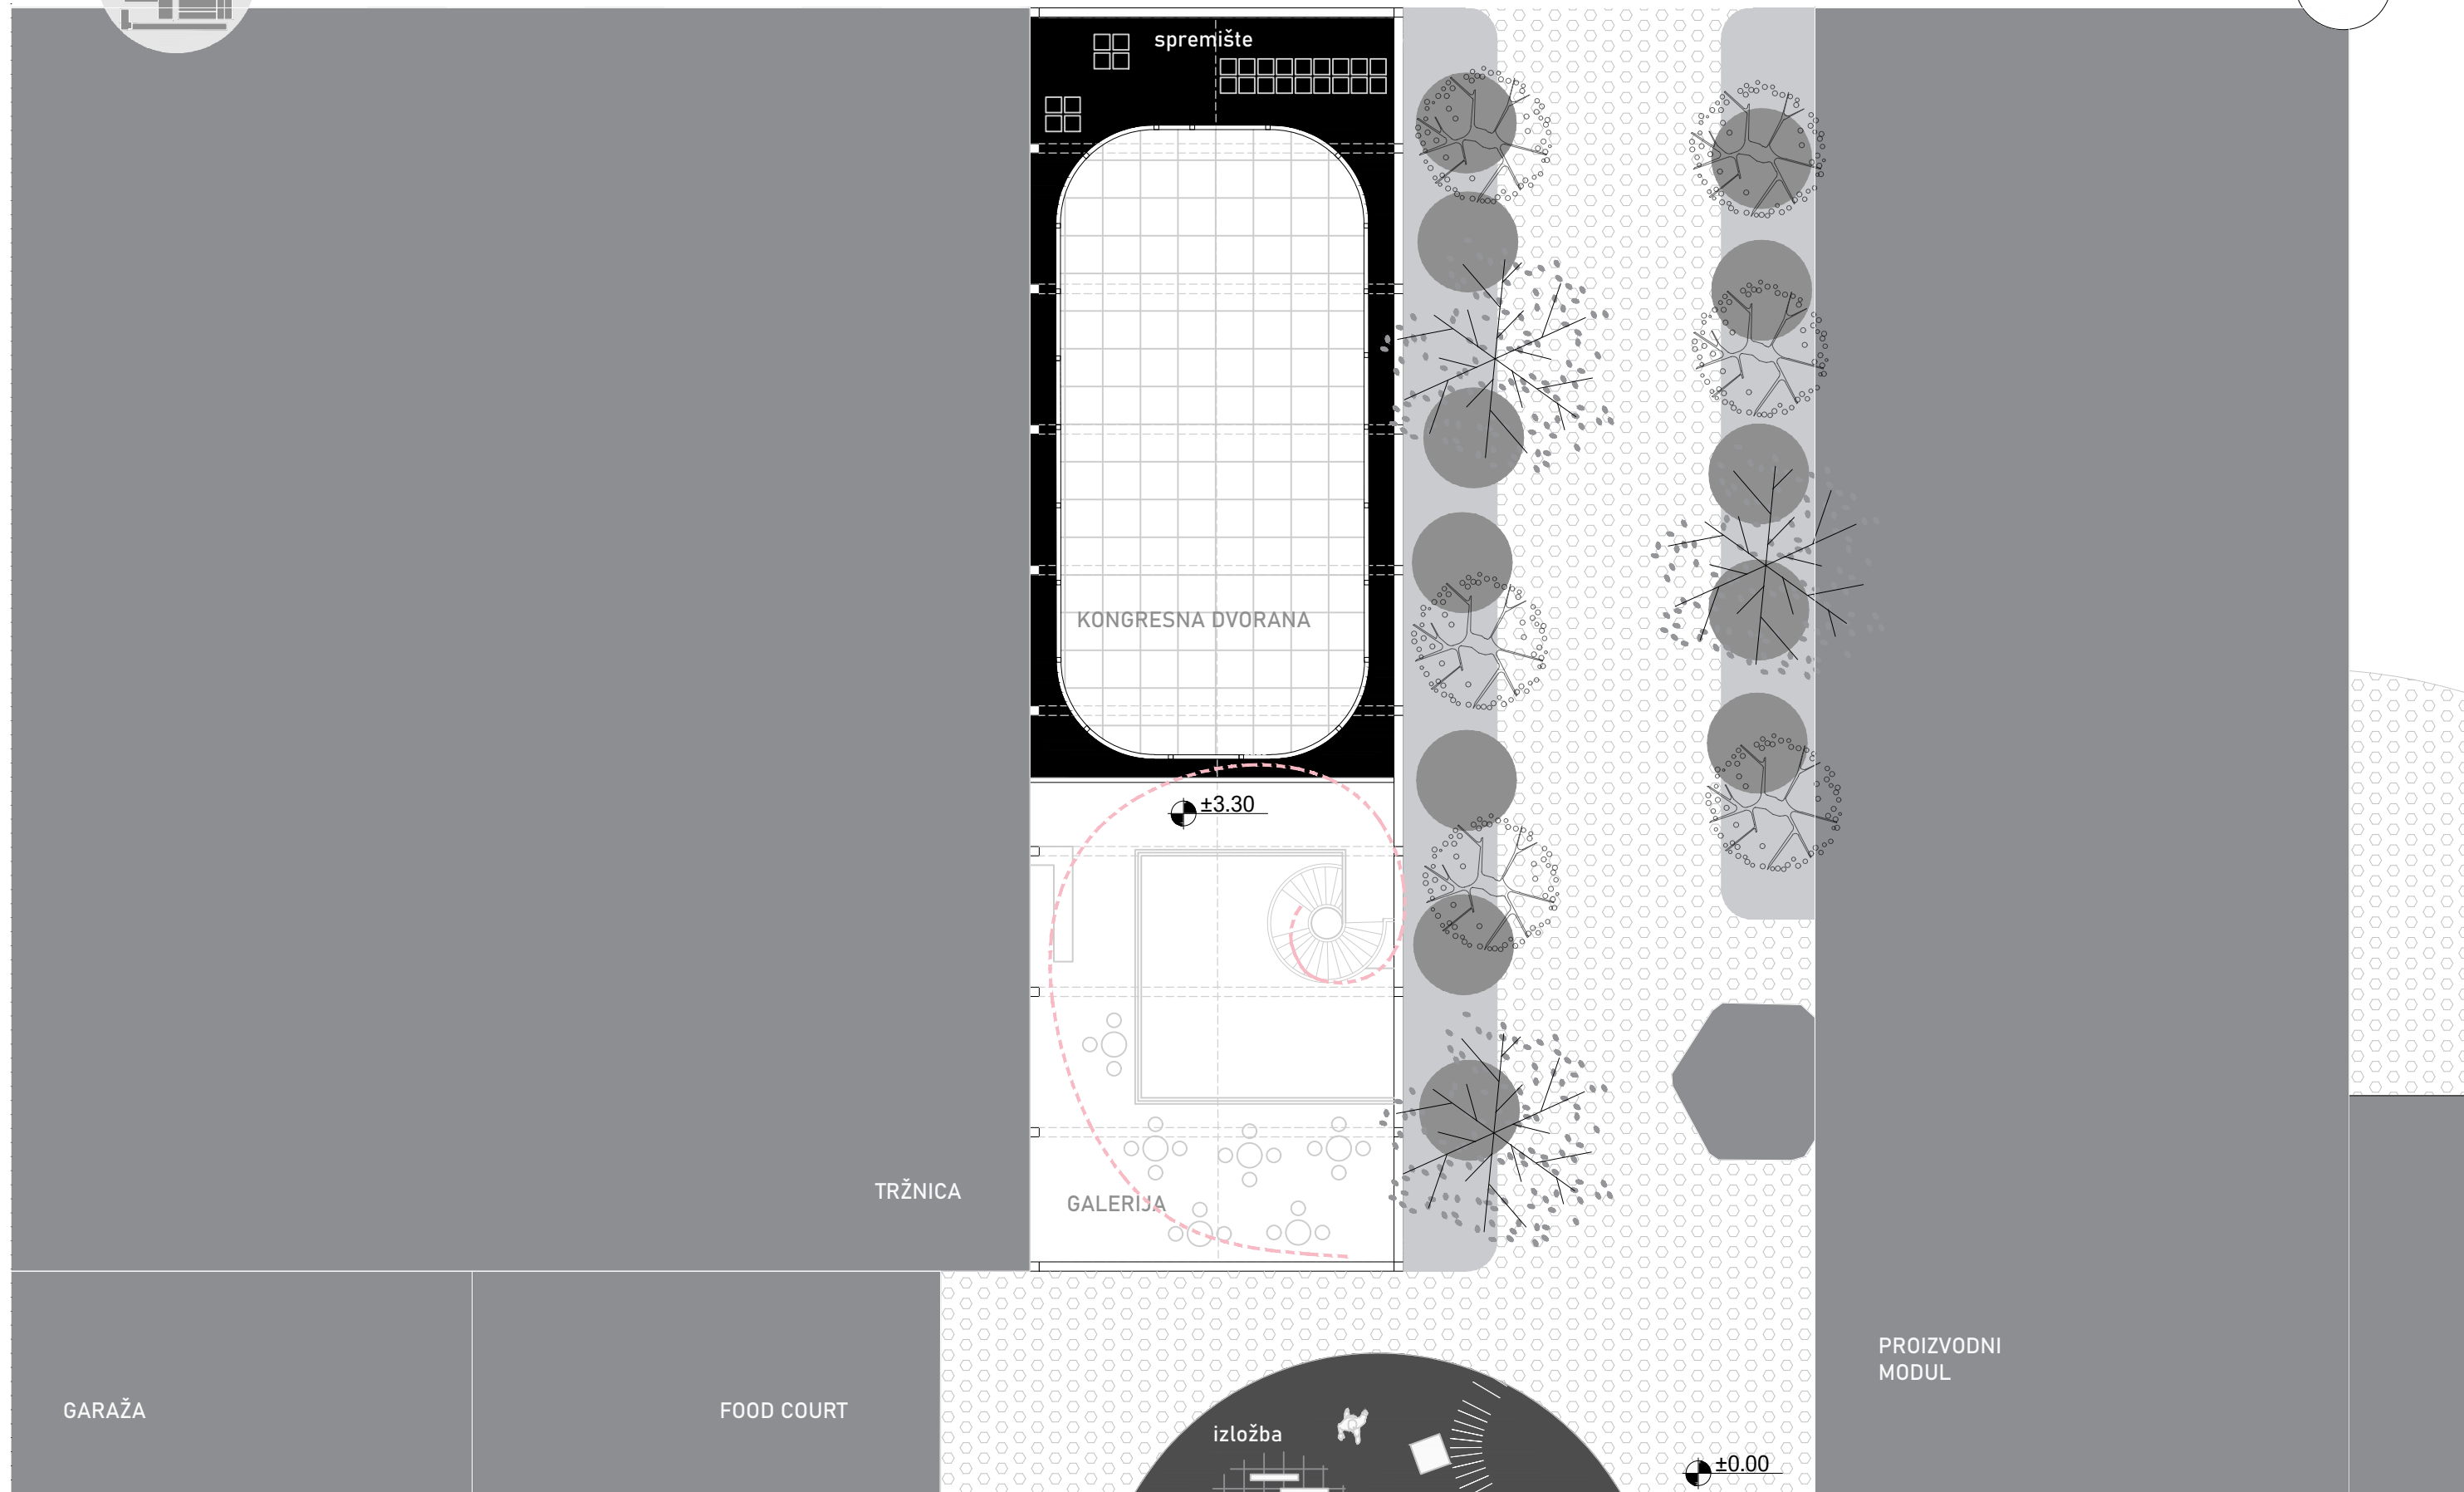 spremište
KONGRESNA DVORANA
±3.30
TRŽNICA
GALERIJA
PROIZVODNI
MODUL
GARAŽA
FOOD COURT
izložba
±0.00